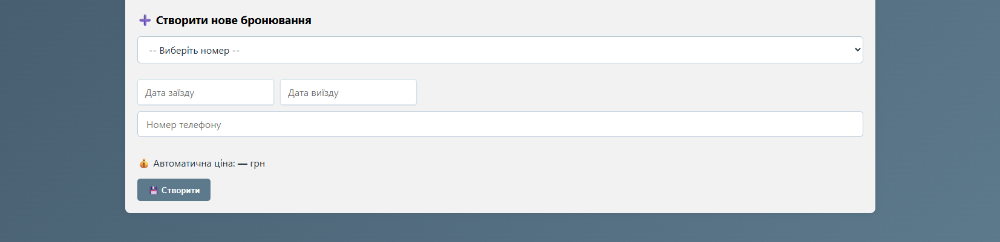 ➕ Створити нове бронювання
-- Виберіть номер --
Дата заїзду Дата виїзду
Номер телефону
💰 Автоматична ціна: — грн
💾 Створити